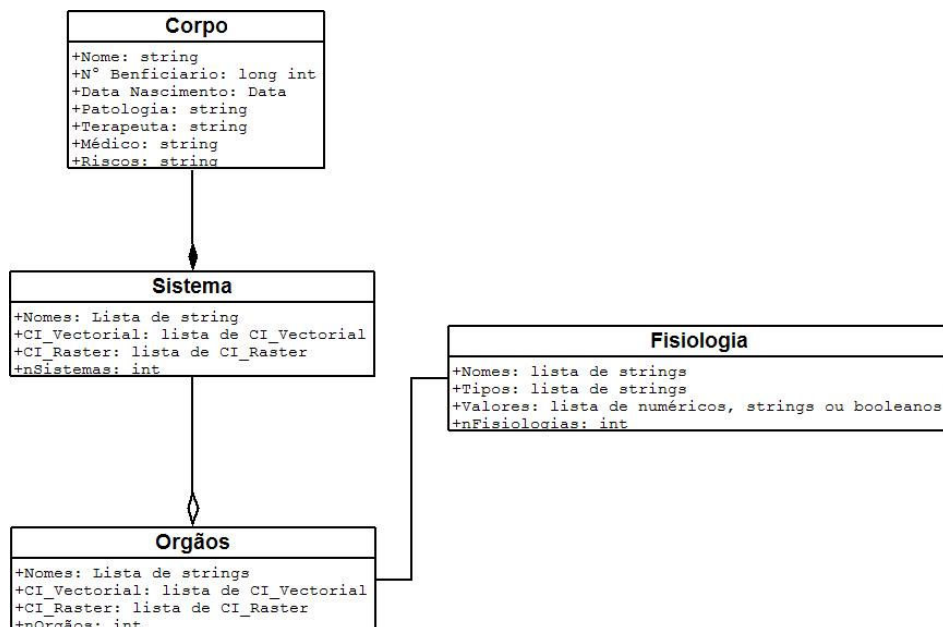 Corpo
+Nome: string
+Nº Benficiario: long int
+Data Nascimento: Data
+Patologia: string
+Terapeuta: string
+Médico: string
+Riscos: string
Sistema
+Nomes: Lista de string
+CI_Vectorial: lista de CI_Vectorial
+CI_Raster: lista de CI_Raster
+nSistemas: int
Fisiologia
+Nomes: lista de strings
+Tipos: lista de strings
+Valores: lista de numéricos, strings ou booleanos
+nFisiologias: int
Orgãos
+Nomes: Lista de strings
+CI_Vectorial: lista de CI_Vectorial
+CI_Raster: lista de CI_Raster
+nOrgãos: int